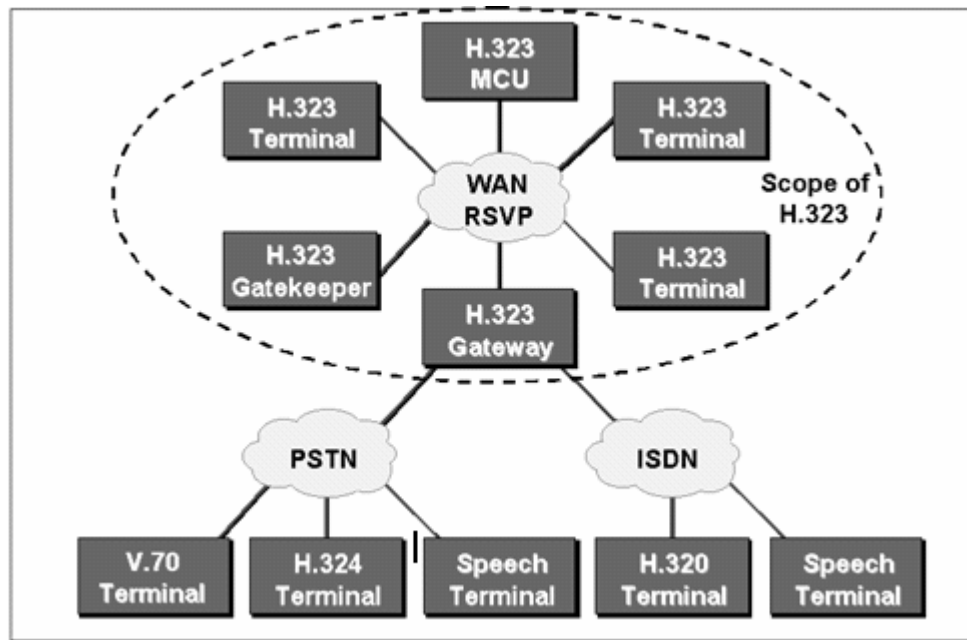 H.323
MCU
H.323
Terminal
H.323
Terminal
WAN
RSVP
Scope of
H.323
H.323
Gatekeeper
H.323
Terminal
H.323
Gateway
PSTN
ISDN
V.70
Terminal
H.324
Terminal
Speech
Terminal
H.320
Terminal
Speech
Terminal